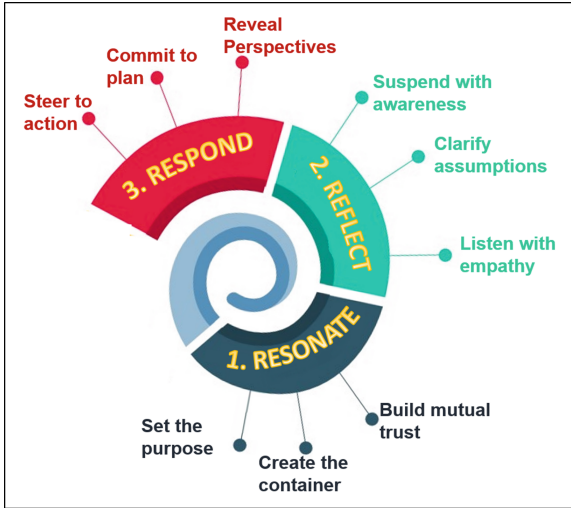 Reveal
Perspectives
Commit to
plan
Steer to
action
3. RESPOND
Suspend with
awareness
Clarify
assumptions
2. REFLECT
Listen with
empathy
1. RESONATE
Build mutual
trust
Set the
purpose
Create the
container